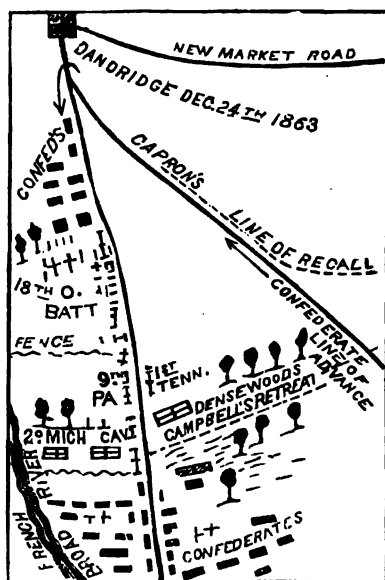 NEW MARKET ROAD
DANDRIDGE DEC. 24TH 1863
CONFED'S
CAPRON'S LINE OF RECALL
18TH O.
BATT
CONFEDERATE
LINE OF
ADVANCE
FENCE
1ST
TENN.
9TH
PA
DENSE WOODS
CAMPBELL'S RETREAT
2D MICH CAV
FRENCH
BROAD RIVER
CONFEDERATES